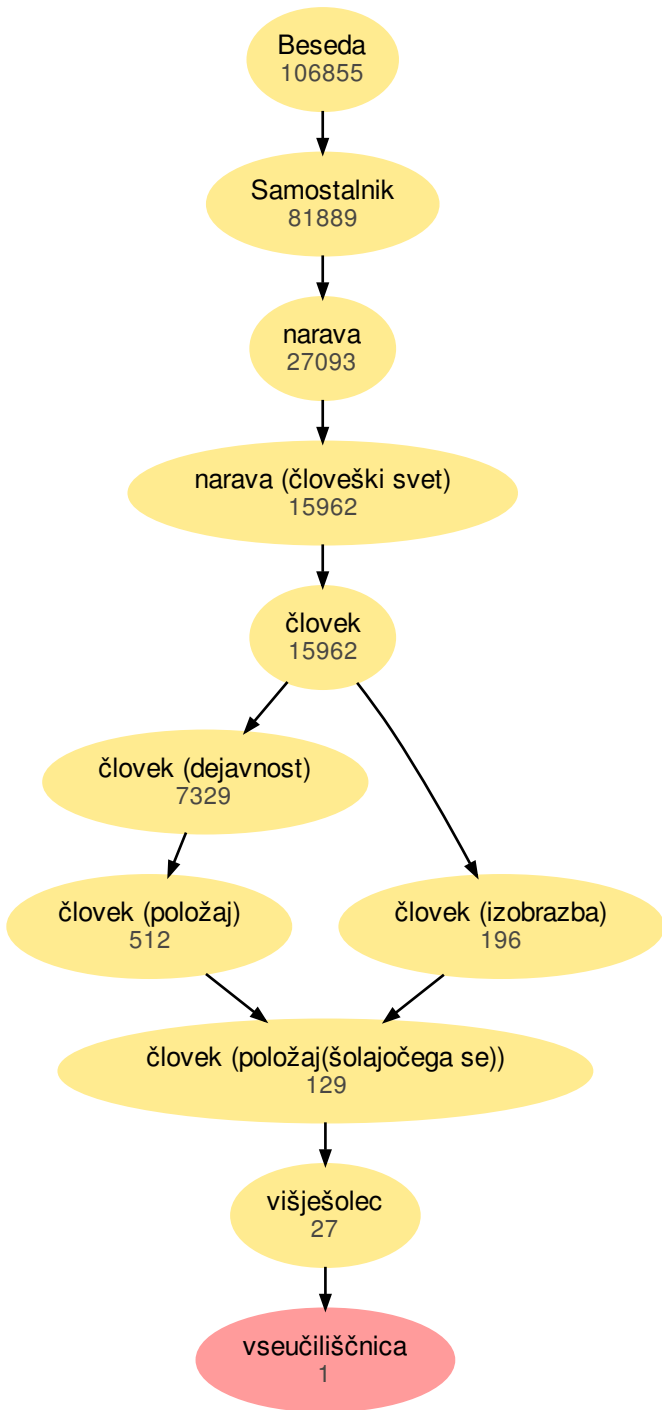 Beseda
106855
Samostalnik
81889
narava
27093
narava (človeški svet)
15962
človek
15962
človek (dejavnost)
7329
človek (položaj)
512
človek (izobrazba)
196
človek (položaj(šolajočega se))
129
višješolec
27
vseučiliščnica
1